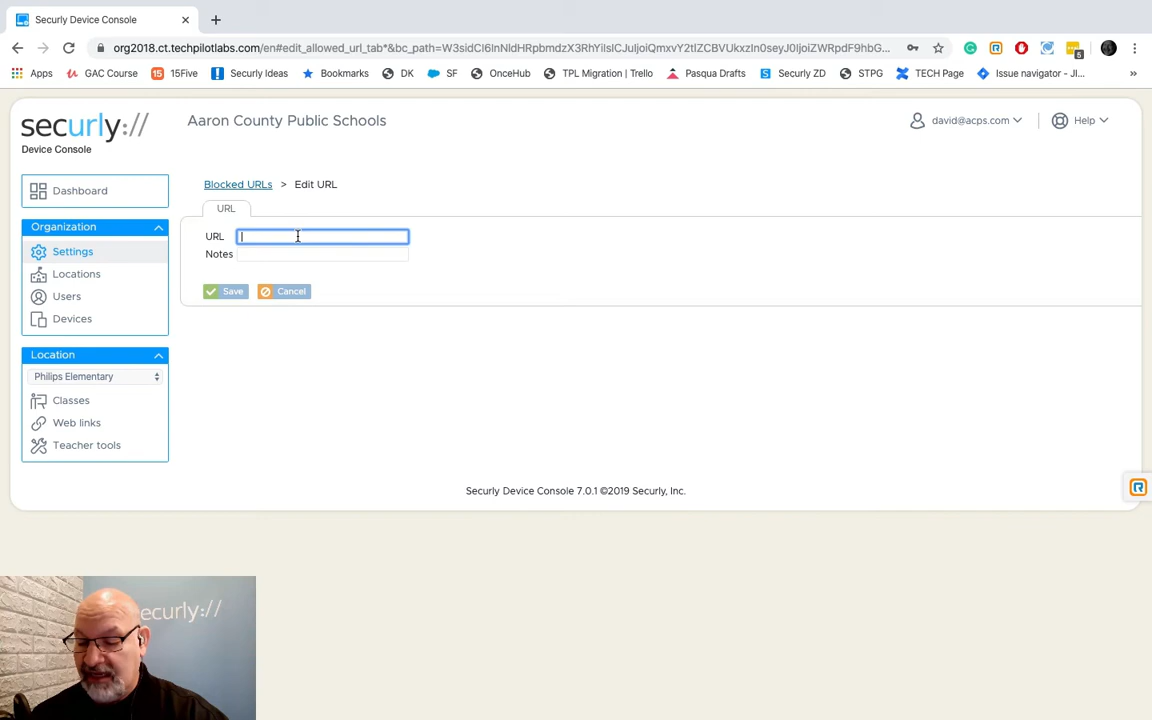 Securly Device Console
org2018.ct.techpilotlabs.com/en#edit_allowed_url_tab*&bc_path=W3sidCI6InNldHRpbmdzX3RhYiIsICJuIjoiQmxvY2tlZCBVUkxzIn0seyJ0IjoiZWRpdF9hbG...
5
Apps GAC Course 15 15Five Securly Ideas Bookmarks DK SF OnceHub TPL Migration | Trello Pasqua Drafts S Securly ZD STPG TECH Page Issue navigator - JI... »
securly:// Aaron County Public Schools david@acps.com Help
Device Console
Dashboard
Organization
Settings
Locations
Users
Devices
Location
Philips Elementary
Classes
Web links
Teacher tools
Blocked URLs > Edit URL
URL
URL
Notes
Save Cancel
Securly Device Console 7.0.1 ©2019 Securly, Inc.
securly://